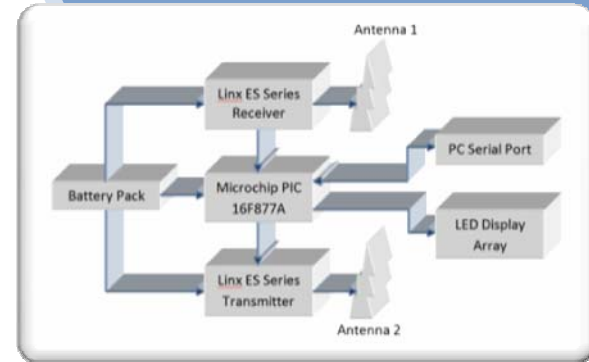 Antenna 1
Linx ES Series
Receiver
PC Serial Port
Battery Pack
Microchip PIC
16F877A
LED Display
Array
Linx ES Series
Transmitter
Antenna 2